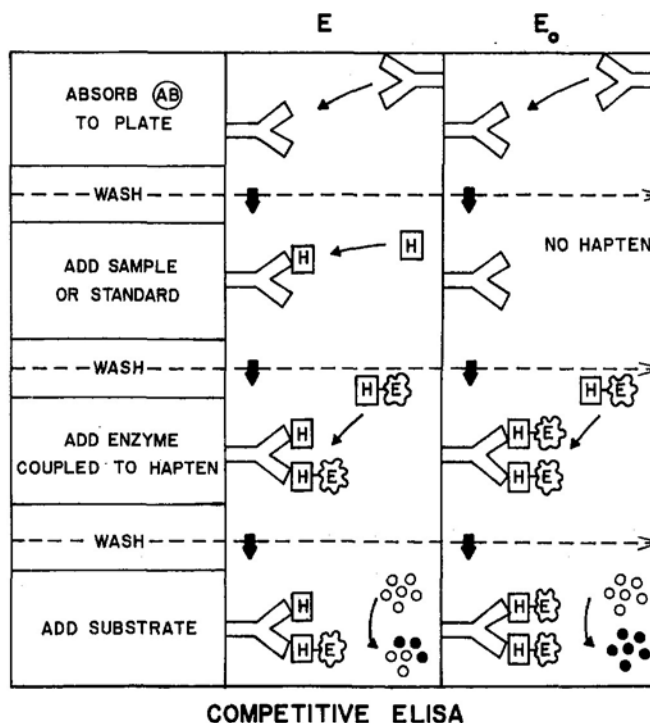 E E₀
ABSORB AB
TO PLATE
WASH
ADD SAMPLE
OR STANDARD
H H
NO HAPTEN
WASH
H E H E
ADD ENZYME
COUPLED TO HAPTEN
H H E
H E H E
WASH
ADD SUBSTRATE
H H E
H E H E
COMPETITIVE ELISA